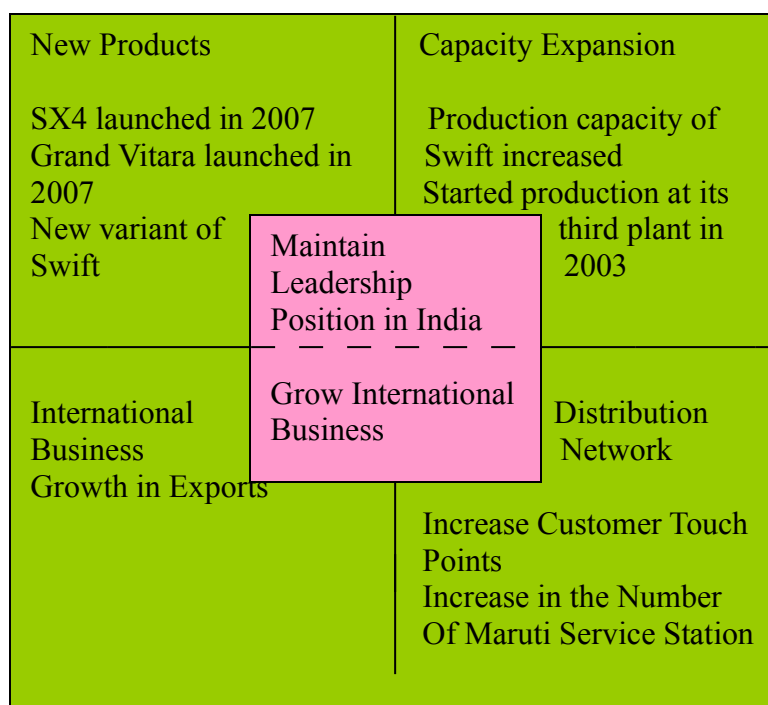 New Products
SX4 launched in 2007
Grand Vitara launched in
2007
New variant of
Swift
Capacity Expansion
Production capacity of
Swift increased
Started production at its
third plant in
2003
Maintain
Leadership
Position in India
Grow International
Business
International
Business
Growth in Exports
Distribution
Network
Increase Customer Touch
Points
Increase in the Number
Of Maruti Service Station